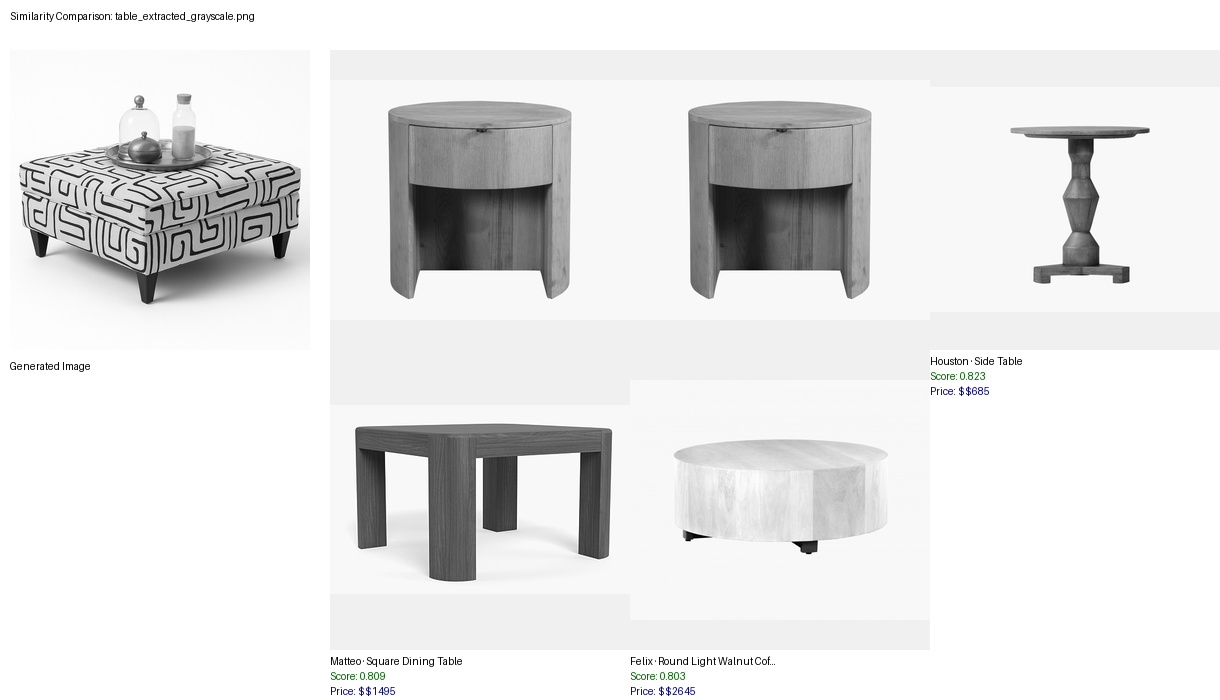 Similarity Comparison: table_extracted_grayscale.png
Generated Image
Houston · Side Table
Score: 0.823
Price: $$685
Matteo · Square Dining Table
Score: 0.809
Price: $$1495
Felix · Round Light Walnut Cof...
Score: 0.803
Price: $$2645